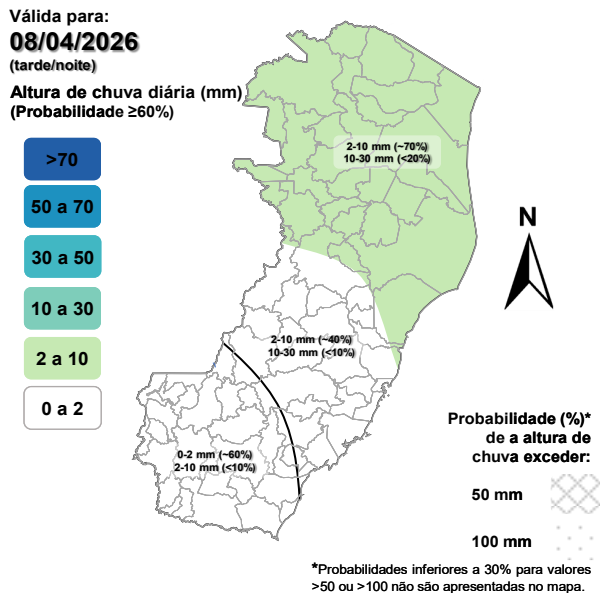 Válida para:
08/04/2026
(tarde/noite)
Altura de chuva diária (mm)
(Probabilidade ≥60%)
>70
50 a 70
30 a 50
10 a 30
2 a 10
0 a 2
2-10 mm (~70%)
10-30 mm (<20%)
N
2-10 mm (~40%)
10-30 mm (<10%)
0-2 mm (~60%)
2-10 mm (<10%)
Probabilidade (%)*
de a altura de
chuva exceder:
50 mm
100 mm
*Probabilidades inferiores a 30% para valores
>50 ou >100 não são apresentadas no mapa.